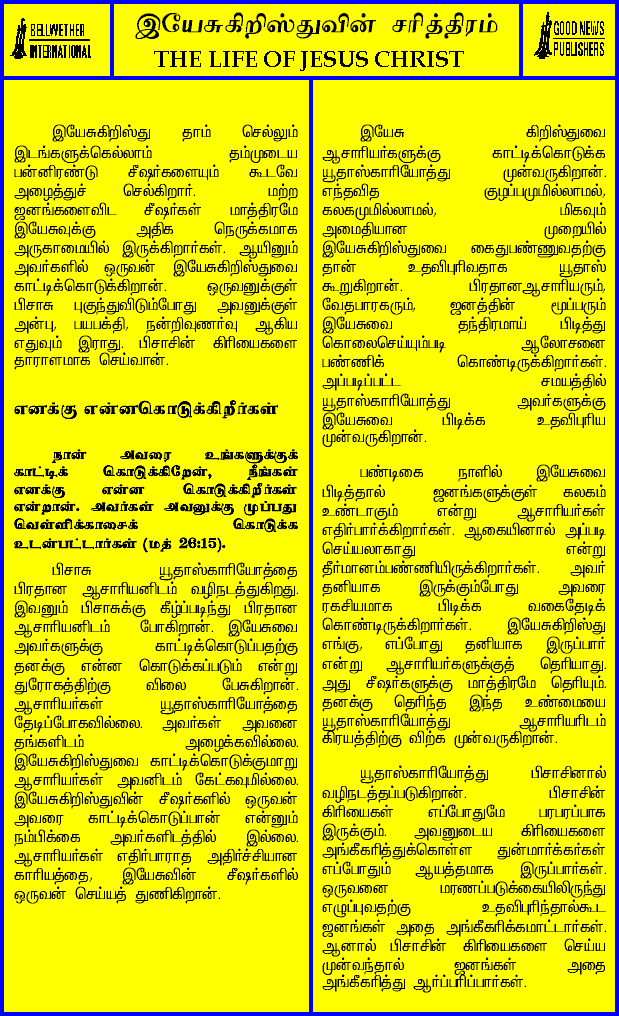 BELLWETHER
INTERNATIONAL
இயேசுகிறிஸ்துவின் சரித்திரம்
THE LIFE OF JESUS CHRIST
GOOD NEWS
PUBLISHERS
இயேசுகிறிஸ்து தாம் செல்லும்
இடங்களுக்கெல்லாம் தம்முடைய
பன்னிரண்டு சீஷர்களையும் கூடவே
அழைத்துச் செல்கிறார். மற்ற
ஜனங்களைவிட சீஷர்கள் மாத்திரமே
இயேசுவுக்கு அதிக நெருக்கமாக
அருகாமையில் இருக்கிறார்கள். ஆயினும்
அவர்களில் ஒருவன் இயேசுகிறிஸ்துவை
காட்டிக்கொடுக்கிறான். ஒருவனுக்குள்
பிசாசு புகுந்துவிடும்போது அவனுக்குள்
அன்பு, பயபக்தி, நன்றிவுணர்வு ஆகிய
எதுவும் இராது. பிசாசின் கிரியைகளை
தாராளமாக செய்வான்.
எனக்கு என்னகொடுக்கிறீர்கள்
நான் அவரை உங்களுக்குக்
காட்டிக் கொடுக்கிறேன், நீங்கள்
எனக்கு என்ன கொடுக்கிறீர்கள்
என்றான். அவர்கள் அவனுக்கு முப்பது
வெள்ளிக்காசைக் கொடுக்க
உடன்பட்டார்கள் (மத் 26:15).
பிசாசு யூதாஸ்காரியோத்தை
பிரதான ஆசாரியனிடம் வழிநடத்துகிறது.
இவனும் பிசாசுக்கு கீழ்ப்படிந்து பிரதான
ஆசாரியனிடம் போகிறான். இயேசுவை
அவர்களுக்கு காட்டிக்கொடுப்பதற்கு
தனக்கு என்ன கொடுக்கப்படும் என்று
துரோகத்திற்கு விலை பேசுகிறான்.
ஆசாரியர்கள் யூதாஸ்காரியோத்தை
தேடிப்போகவில்லை. அவர்கள் அவனை
தங்களிடம் அழைக்கவில்லை.
இயேசுகிறிஸ்துவை காட்டிக்கொடுக்குமாறு
ஆசாரியர்கள் அவனிடம் கேட்கவுமில்லை.
இயேசுகிறிஸ்துவின் சீஷர்களில் ஒருவன்
அவரை காட்டிக்கொடுப்பான் என்னும்
நம்பிக்கை அவர்களிடத்தில் இல்லை.
ஆசாரியர்கள் எதிர்பாராத அதிர்ச்சியான
காரியத்தை, இயேசுவின் சீஷர்களில்
ஒருவன் செய்யத் துணிகிறான்.
இயேசு கிறிஸ்துவை
ஆசாரியர்களுக்கு காட்டிக்கொடுக்க
யூதாஸ்காரியோத்து முன்வருகிறான்.
எந்தவித குழப்பமுமில்லாமல்,
கலகமுமில்லாமல், மிகவும்
அமைதியான முறையில்
இயேசுகிறிஸ்துவை கைதுபண்ணுவதற்கு
தான் உதவிபுரிவதாக யூதாஸ்
கூறுகிறான். பிரதானஆசாரியரும்,
வேதபாரகரும், ஜனத்தின் மூப்பரும்
இயேசுவை தந்திரமாய் பிடித்து
கொலைசெய்யும்படி ஆலோசனை
பண்ணிக் கொண்டிருக்கிறார்கள்.
அப்படிப்பட்ட சமயத்தில்
யூதாஸ்காரியோத்து அவர்களுக்கு
இயேசுவை பிடிக்க உதவிபுரிய
முன்வருகிறான்.
பண்டிகை நாளில் இயேசுவை
பிடித்தால் ஜனங்களுக்குள் கலகம்
உண்டாகும் என்று ஆசாரியர்கள்
எதிர்பார்க்கிறார்கள். ஆகையினால் அப்படி
செய்யலாகாது என்று
தீர்மானம்பண்ணியிருக்கிறார்கள். அவர்
தனியாக இருக்கும்போது அவரை
ரகசியமாக பிடிக்க வகைதேடிக்
கொண்டிருக்கிறார்கள். இயேசுகிறிஸ்து
எங்கு, எப்போது தனியாக இருப்பார்
என்று ஆசாரியர்களுக்குத் தெரியாது.
அது சீஷர்களுக்கு மாத்திரமே தெரியும்.
தனக்கு தெரிந்த இந்த உண்மையை
யூதாஸ்காரியோத்து ஆசாரியரிடம்
கிரயத்திற்கு விற்க முன்வருகிறான்.
யூதாஸ்காரியோத்து பிசாசினால்
வழிநடத்தப்படுகிறான். பிசாசின்
கிரியைகள் எப்போதுமே பரபரப்பாக
இருக்கும். அவனுடைய கிரியைகளை
அங்கீகரித்துக்கொள்ள துன்மார்க்கர்கள்
எப்போதும் ஆயத்தமாக இருப்பார்கள்.
ஒருவனை மரணப்படுக்கையிலிருந்து
எழுப்புவதற்கு உதவிபுரிந்தால்கூட
ஜனங்கள் அதை அங்கீகரிக்கமாட்டார்கள்.
ஆனால் பிசாசின் கிரியைகளை செய்ய
முன்வந்தால் ஜனங்கள் அதை
அங்கீகரித்து ஆர்ப்பரிப்பார்கள்.